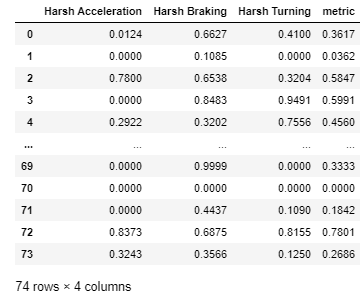 Harsh Acceleration Harsh Braking Harsh Turning metric
0 0.0124 0.6627 0.4100 0.3617
1 0.0000 0.1085 0.0000 0.0362
2 0.7800 0.6538 0.3204 0.5847
3 0.0000 0.8483 0.9491 0.5991
4 0.2922 0.3202 0.7556 0.4560
... ... ... ... ...
69 0.0000 0.9999 0.0000 0.3333
70 0.0000 0.0000 0.0000 0.0000
71 0.0000 0.4437 0.1090 0.1842
72 0.8373 0.6875 0.8155 0.7801
73 0.3243 0.3566 0.1250 0.2686
74 rows × 4 columns